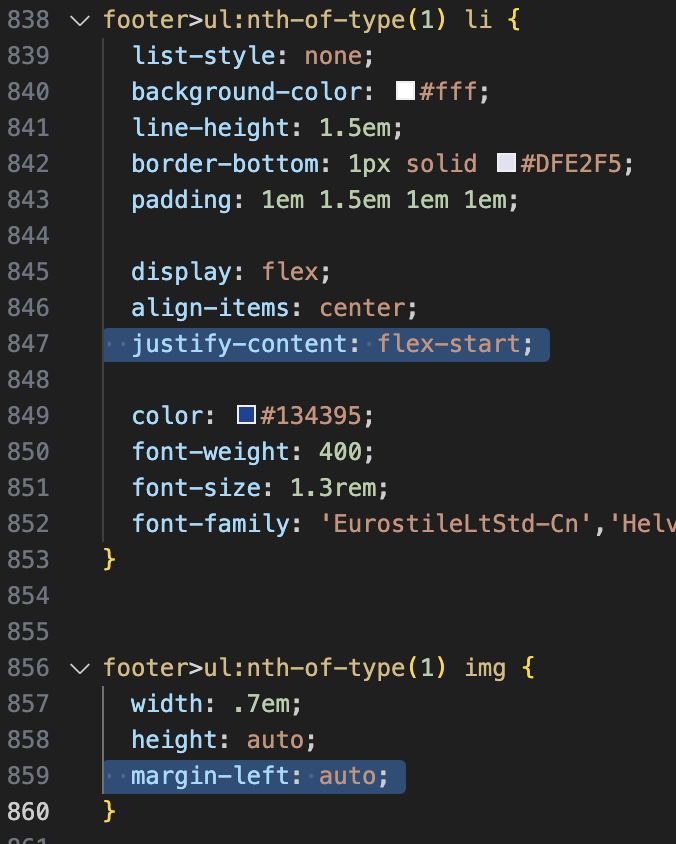 838 footer>ul:nth-of-type(1) li {
839 list-style: none;
840 background-color: #fff;
841 line-height: 1.5em;
842 border-bottom: 1px solid #DFE2F5;
843 padding: 1em 1.5em 1em 1em;
844
845 display: flex;
846 align-items: center;
847 justify-content: flex-start;
848
849 color: #134395;
850 font-weight: 400;
851 font-size: 1.3rem;
852 font-family: 'EurostileLtStd-Cn','Helv
853 }
854
855
856 footer>ul:nth-of-type(1) img {
857 width: .7em;
858 height: auto;
859 margin-left: auto;
860 }
861